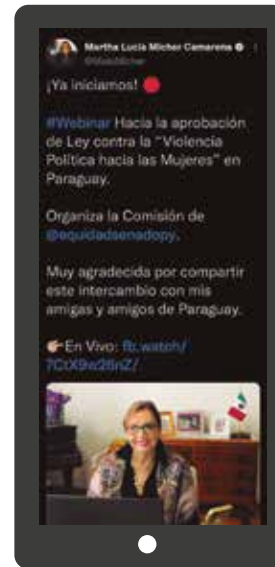 Martha Lucía Micher Camarena
@MaluMicher
¡Ya iniciamos!
#Webinar Hacia la aprobación
de Ley contra la "Violencia
Política hacia las Mujeres" en
Paraguay.
Organiza la Comisión de
@equidadsenadopy.
Muy agradecida por compartir
este intercambio con mis
amigas y amigos de Paraguay.
En Vivo: fb.watch/